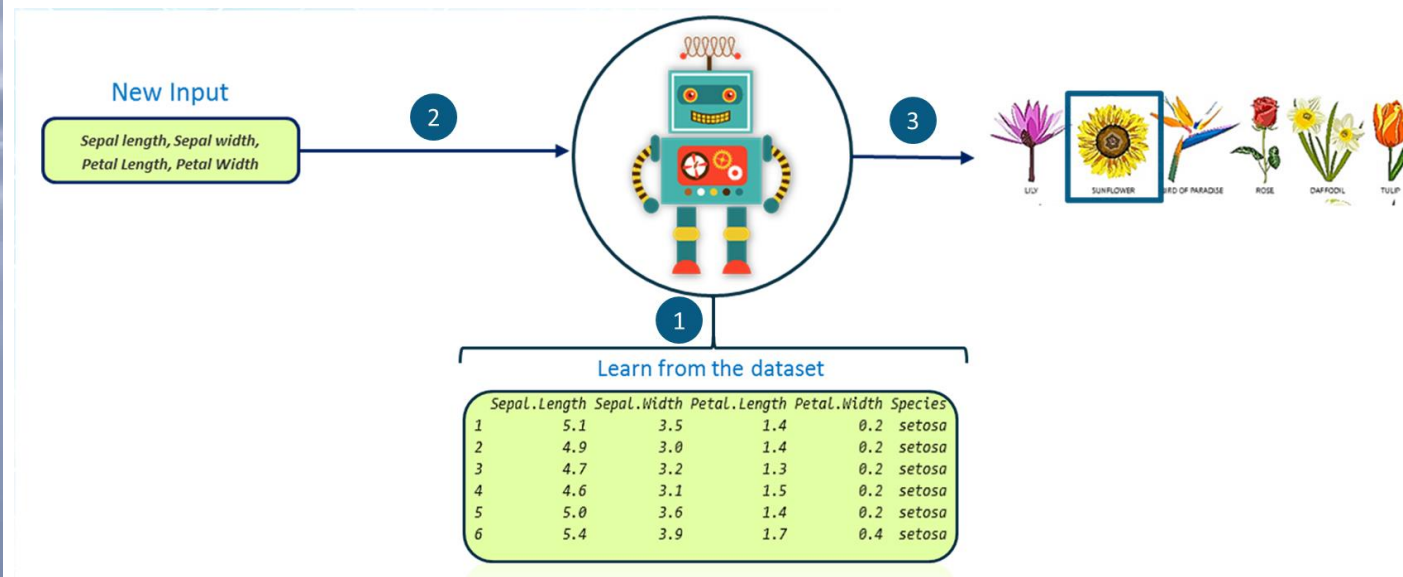 New Input
Sepal length, Sepal width,
Petal Length, Petal Width
2
3
LILY
SUNFLOWER
IRD OF PARADISE
ROSE
DAFFODIL
TULIP
1
Learn from the dataset
Sepal.Length Sepal.Width Petal.Length Petal.Width Species
1 5.1 3.5 1.4 0.2 setosa
2 4.9 3.0 1.4 0.2 setosa
3 4.7 3.2 1.3 0.2 setosa
4 4.6 3.1 1.5 0.2 setosa
5 5.0 3.6 1.4 0.2 setosa
6 5.4 3.9 1.7 0.4 setosa